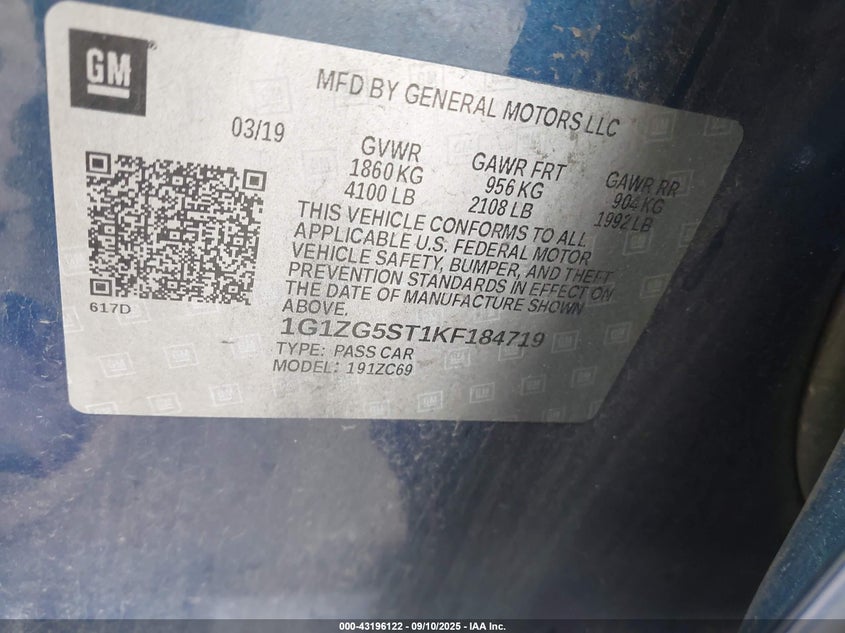 GM
MFD BY GENERAL MOTORS LLC
03/19
GVWR
1860 KG
4100 LB
GAWR FRT
956 KG
2108 LB
GAWR RR
904 KG
1992 LB
THIS VEHICLE CONFORMS TO ALL
APPLICABLE U.S. FEDERAL MOTOR
VEHICLE SAFETY, BUMPER, AND THEFT
PREVENTION STANDARDS IN EFFECT ON
THE DATE OF MANUFACTURE SHOWN
ABOVE.
617D
1G1ZG5ST1KF184719
TYPE: PASS CAR
MODEL: 191ZC69
000-43196122 - 09/10/2025 - IAA Inc.